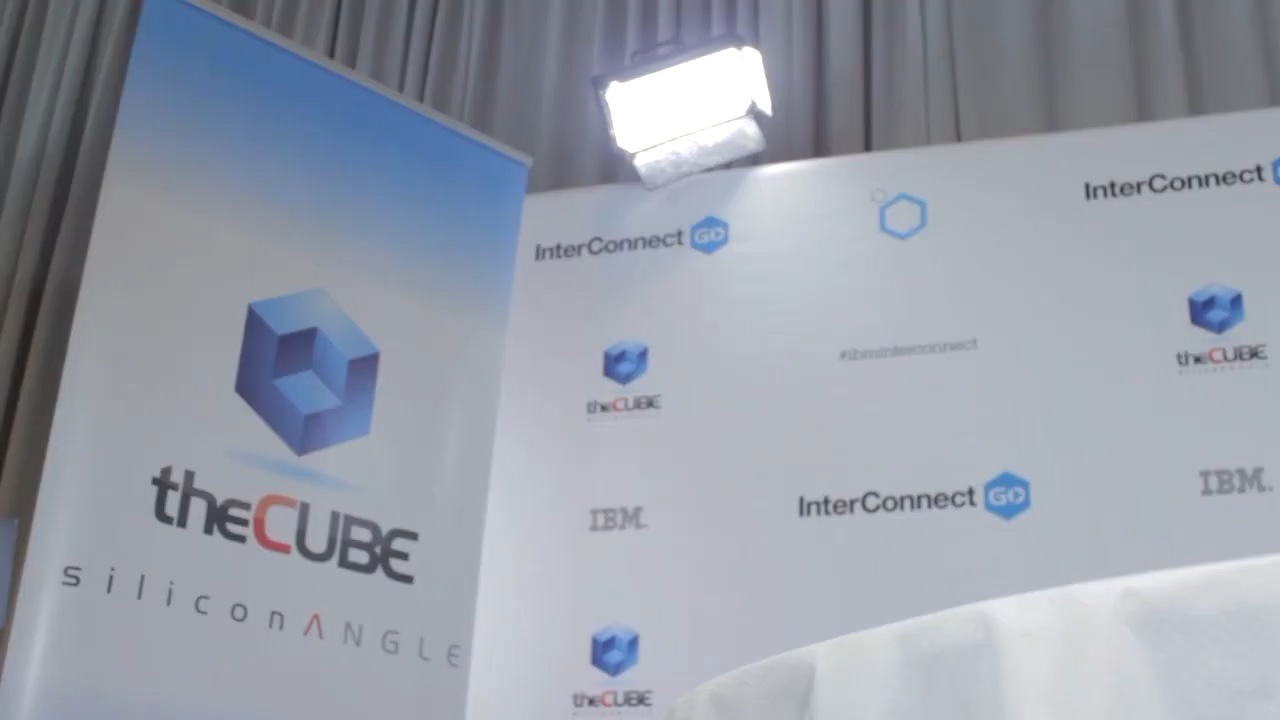 theCUBE
siliconANGLE
InterConnect GO
InterConnect
theCUBE
#ibminterconnect
theCUBE
IBM.
InterConnect GO
IBM.
theCUBE